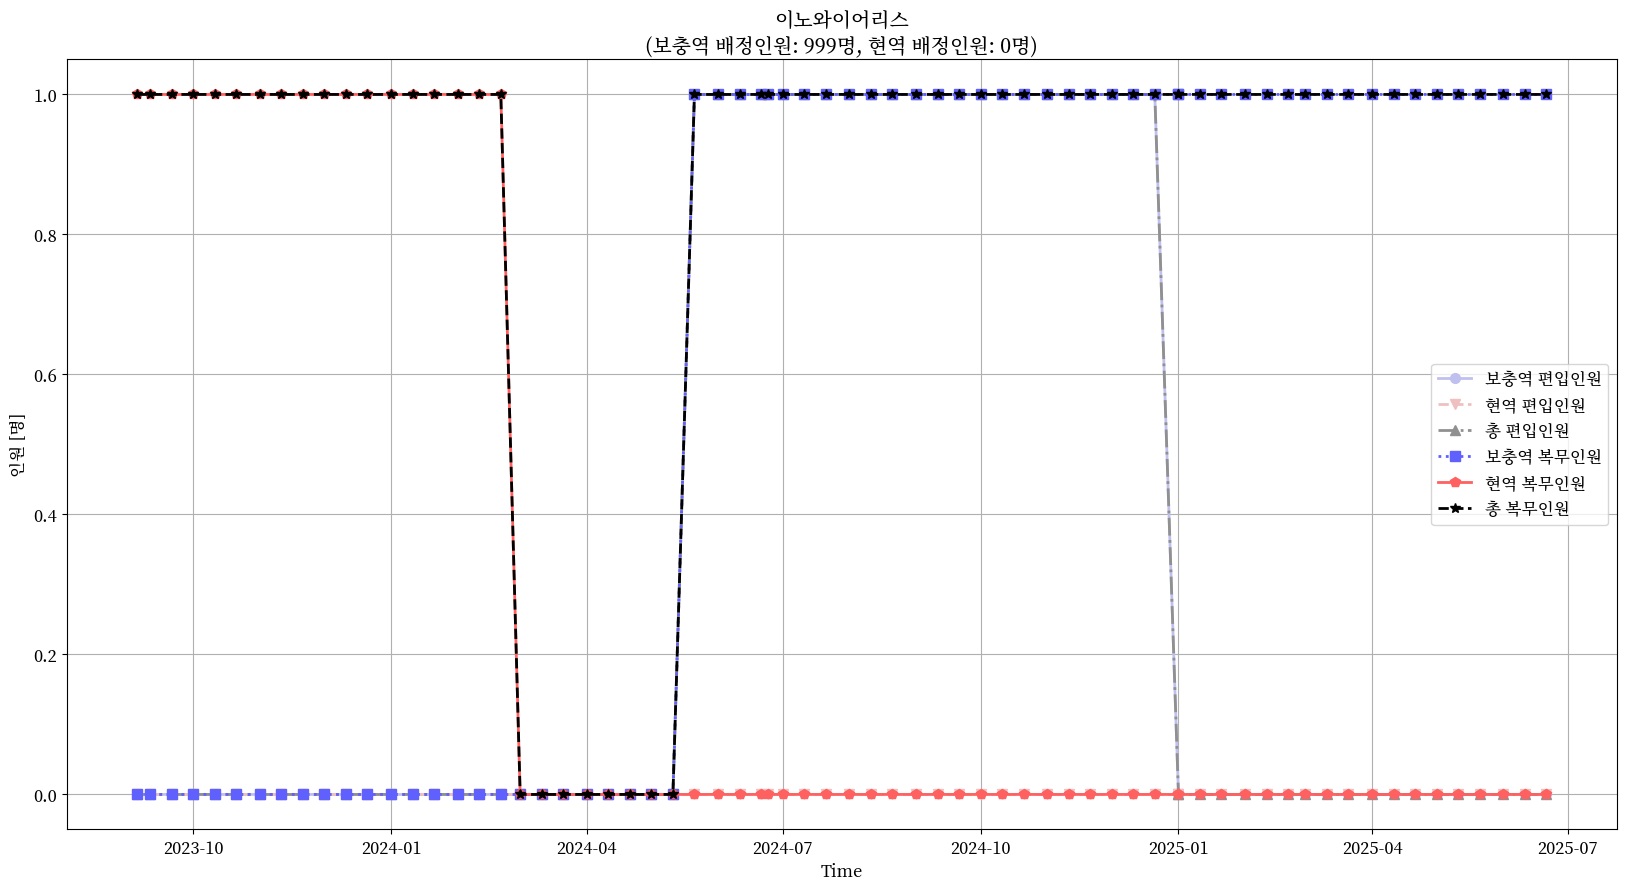 이노와이어리스
(보충역 배정인원: 999명, 현역 배정인원: 0명)
인원 [명]
1.0
0.8
0.6
0.4
0.2
0.0
보충역 편입인원
현역 편입인원
총 편입인원
보충역 복무인원
현역 복무인원
총 복무인원
2023-10
2024-01
2024-04
2024-07
2024-10
2025-01
2025-04
2025-07
Time